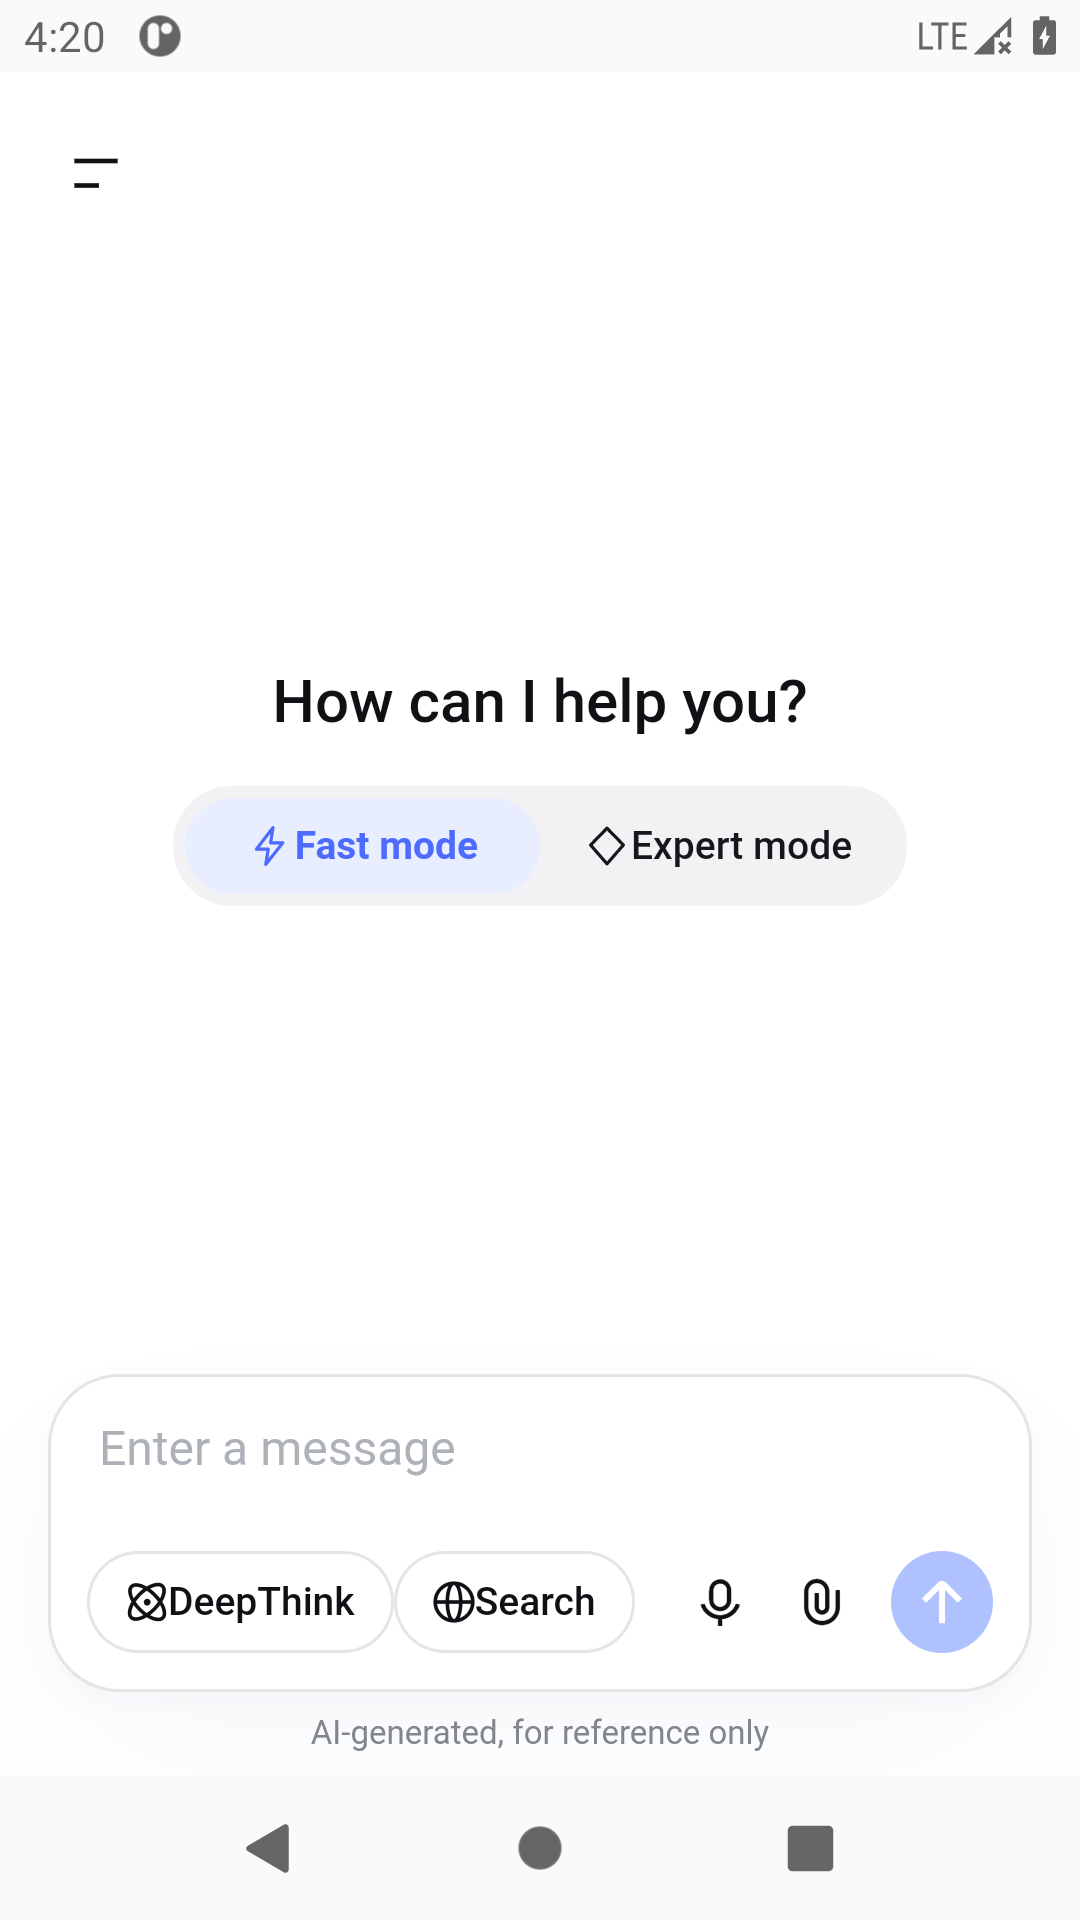 4:20
LTE
How can I help you?
Fast mode
Expert mode
Enter a message
DeepThink
Search
AI-generated, for reference only